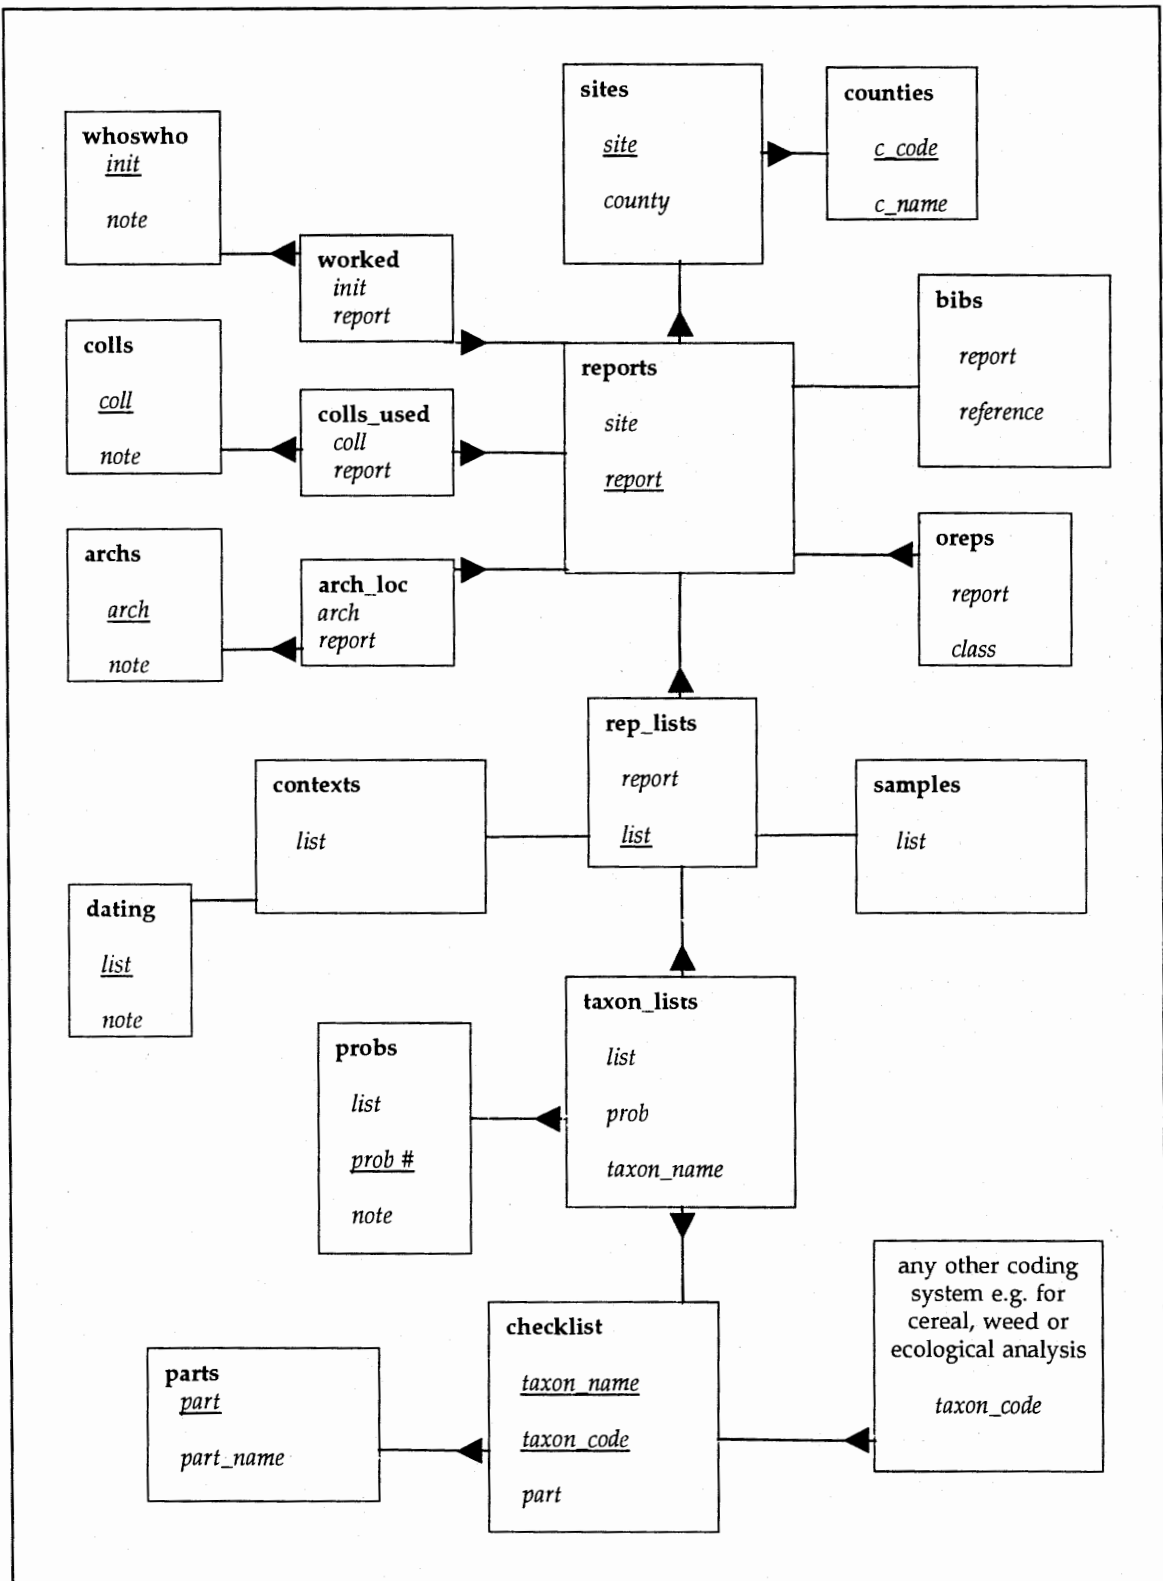 sites
site
county
counties
c_code
c_name
whoswho
init
note
worked
init
report
bibs
report
reference
colls
coll
note
colls_used
coll
report
reports
site
report
archs
arch
note
arch_loc
arch
report
oreps
report
class
rep_lists
report
list
contexts
list
samples
list
dating
list
note
taxon_lists
list
prob
taxon_name
probs
list
prob #
note
any other coding
system e.g. for
cereal, weed or
ecological analysis
taxon_code
checklist
taxon_name
taxon_code
part
parts
part
part_name